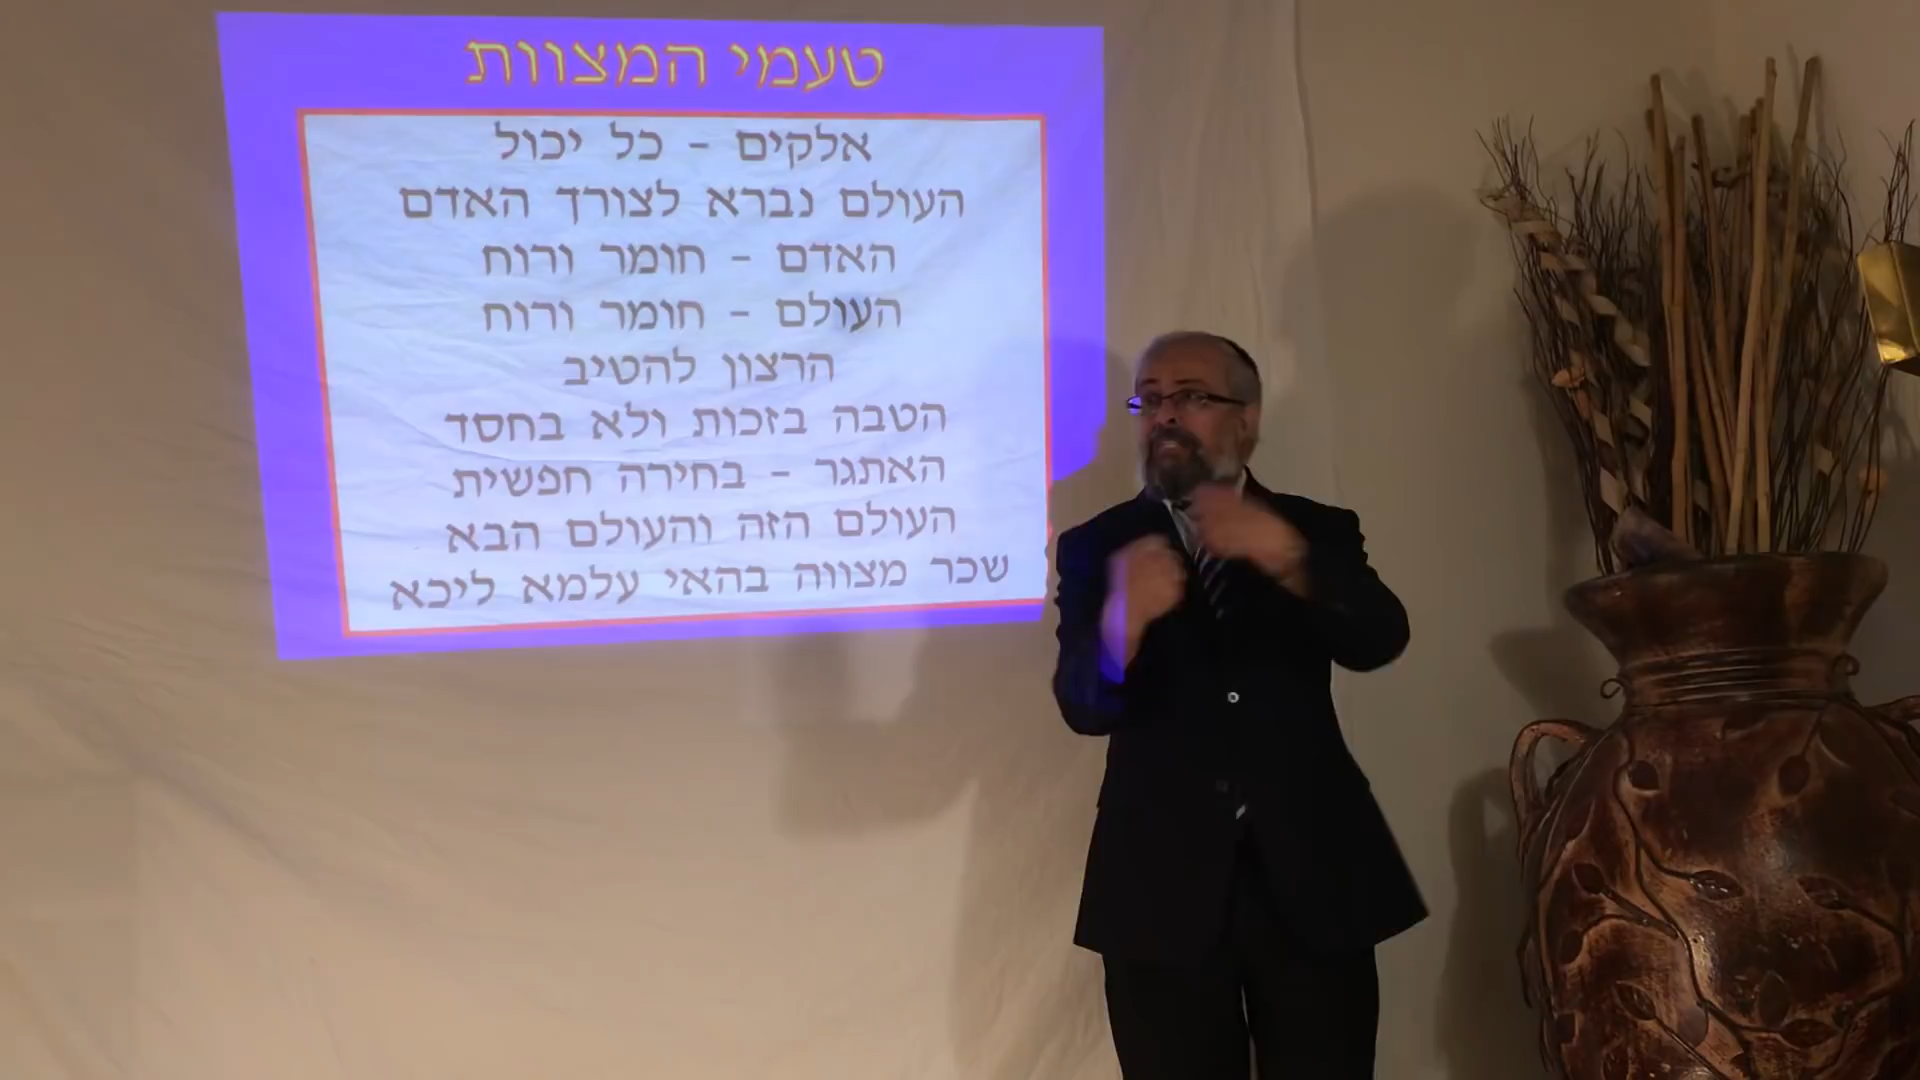 טעמי המצוות
אלקים - כל יכול
העולם נברא לצורך האדם
האדם - חומר ורוח
העולם - חומר ורוח
הרצון להטיב
הטבה בזכות ולא בחסד
האתגר - בחירה חפשית
העולם הזה והעולם הבא
שכר מצווה בהאי עלמא ליכא